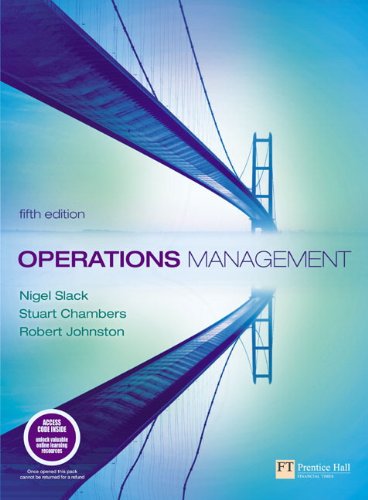 fifth edition
OPERATIONS MANAGEMENT
Nigel Slack
Stuart Chambers
Robert Johnston
ACCESS
CODE INSIDE
unlock valuable
online learning
resources
Once opened this pack
cannot be returned for a refund
FT Prentice Hall
FINANCIAL TIMES